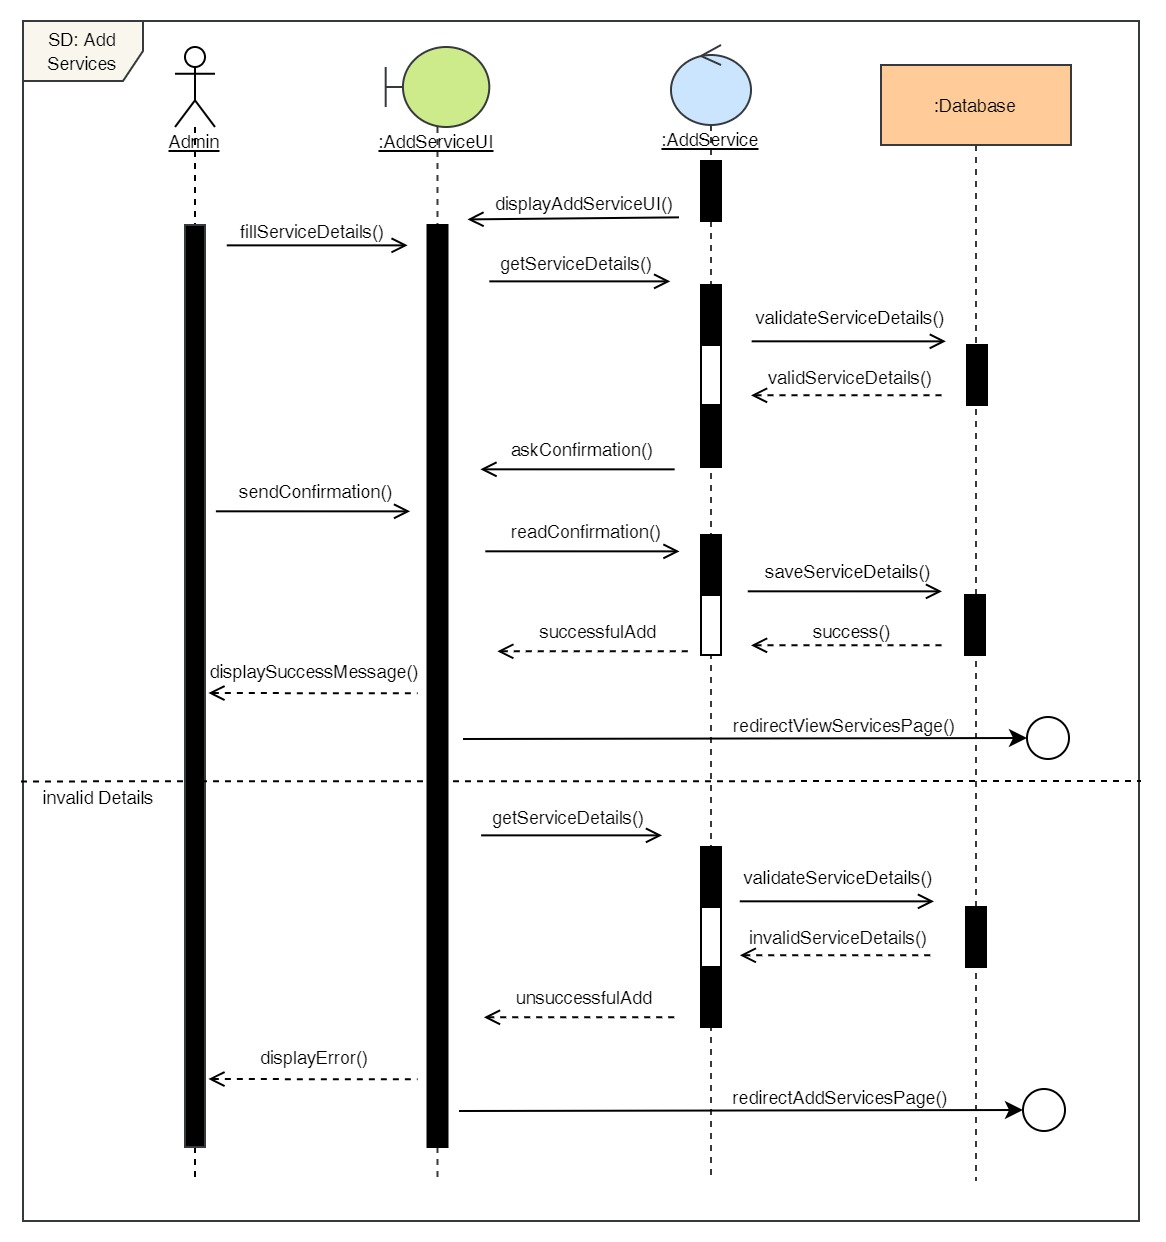 SD: Add
Services
Admin
:AddServiceUI
:AddService
:Database
displayAddServiceUI()
fillServiceDetails()
getServiceDetails()
validateServiceDetails()
validServiceDetails()
askConfirmation()
sendConfirmation()
readConfirmation()
saveServiceDetails()
successfulAdd
success()
displaySuccessMessage()
redirectViewServicesPage()
invalid Details
getServiceDetails()
validateServiceDetails()
invalidServiceDetails()
unsuccessfulAdd
displayError()
redirectAddServicesPage()